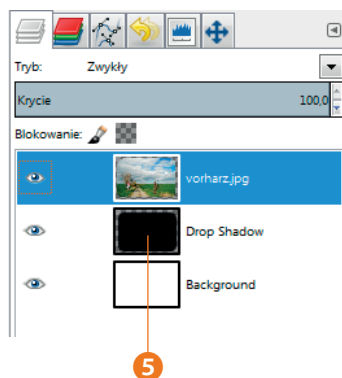 Tryb: Zwykły
Krycie 100,0
Blokowanie:
vorharz.jpg
Drop Shadow
Background
5